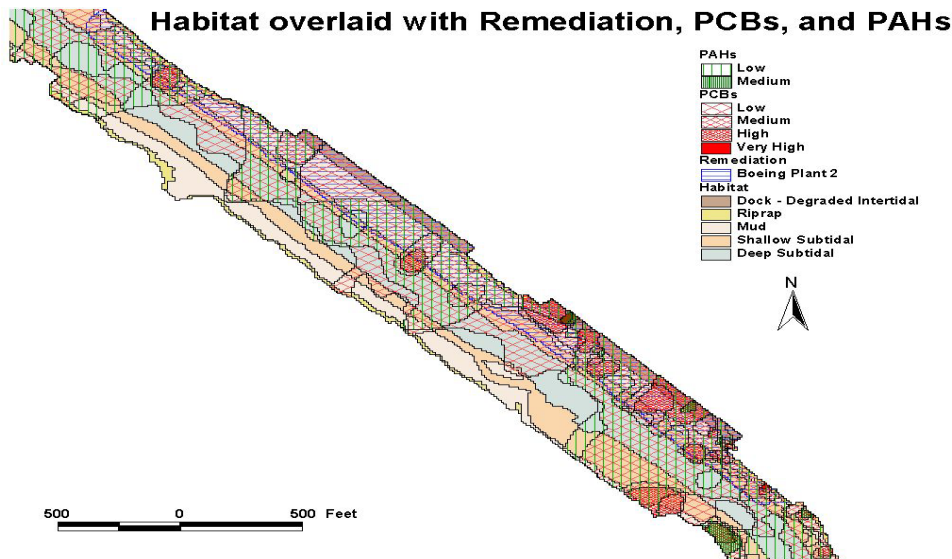 Habitat overlaid with Remediation, PCBs, and PAHs
PAHs
Low
Medium
PCBs
Low
Medium
High
Very High
Remediation
Boeing Plant 2
Habitat
Dock - Degraded Intertidal
Riprap
Mud
Shallow Subtidal
Deep Subtidal
N
500 0 500 Feet